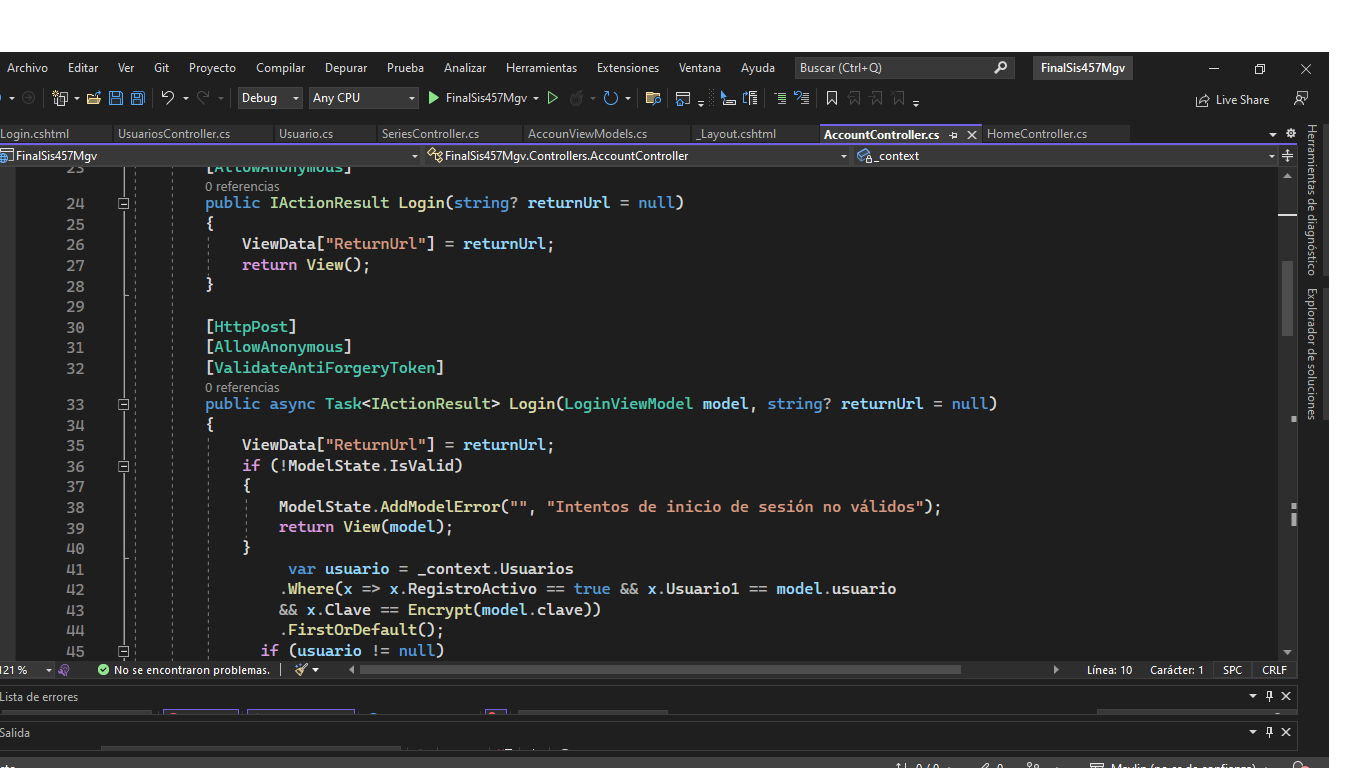 Archivo Editar Ver Git Proyecto Compilar Depurar Prueba Analizar Herramientas Extensiones Ventana Ayuda Buscar (Ctrl+Q) FinalSis457Mgv
Debug Any CPU FinalSis457Mgv Live Share
Login.cshtml UsuariosController.cs Usuario.cs SeriesController.cs AccounViewModels.cs _Layout.cshtml AccountController.cs HomeController.cs
FinalSis457Mgv FinalSis457Mgv.Controllers.AccountController _context
23 [AllowAnonymous]
0 referencias
24 public IActionResult Login(string? returnUrl = null)
25 {
26 ViewData["ReturnUrl"] = returnUrl;
27 return View();
28 }
29
30 [HttpPost]
31 [AllowAnonymous]
32 [ValidateAntiForgeryToken]
0 referencias
33 public async Task<IActionResult> Login(LoginViewModel model, string? returnUrl = null)
34 {
35 ViewData["ReturnUrl"] = returnUrl;
36 if (!ModelState.IsValid)
37 {
38 ModelState.AddModelError("", "Intentos de inicio de sesión no válidos");
39 return View(model);
40 }
41 var usuario = _context.Usuarios
42 .Where(x => x.RegistroActivo == true && x.Usuario1 == model.usuario
43 && x.Clave == Encrypt(model.clave))
44 .FirstOrDefault();
45 if (usuario != null)
121 % No se encontraron problemas. Línea: 10 Carácter: 1 SPC CRLF
Lista de errores
Salida
Herramientas de diagnóstico
Explorador de soluciones